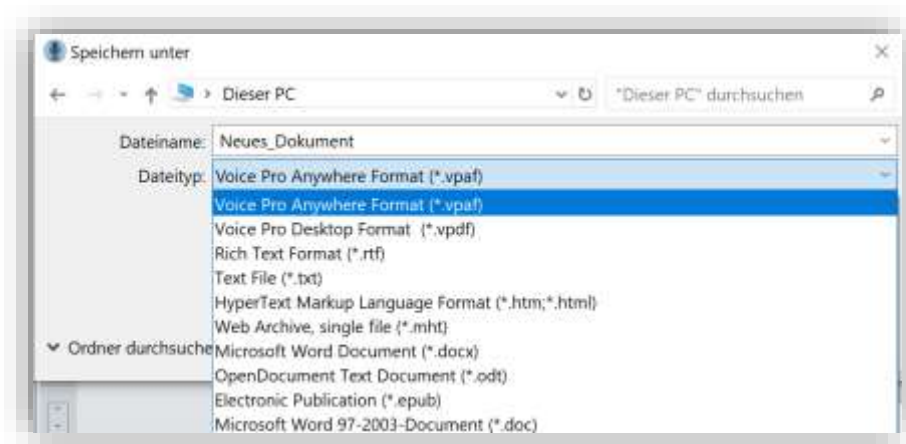 Speichern unter
Dieser PC
"Dieser PC" durchsuchen
Dateiname: Neues_Dokument
Dateityp: Voice Pro Anywhere Format (*.vpaf)
Voice Pro Anywhere Format (*.vpaf)
Voice Pro Desktop Format (*.vpdf)
Rich Text Format (*.rtf)
Text File (*.txt)
HyperText Markup Language Format (*.htm;*.html)
Web Archive, single file (*.mht)
Ordner durchsuche
Microsoft Word Document (*.docx)
OpenDocument Text Document (*.odt)
Electronic Publication (*.epub)
Microsoft Word 97-2003-Document (*.doc)